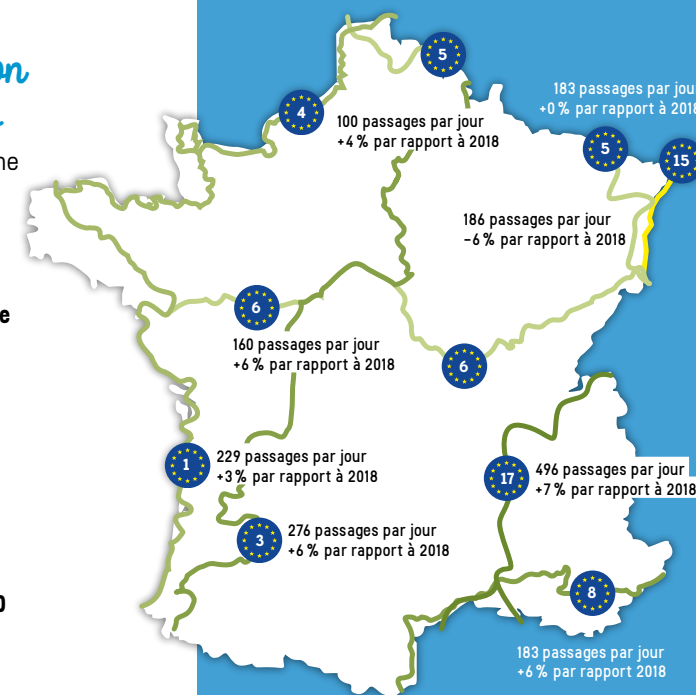 on
ne
e
0
5
4
100 passages par jour
+4 % par rapport à 2018
183 passages par jour
+0 % par rapport à 2018
5
15
186 passages par jour
-6 % par rapport à 2018
6
160 passages par jour
+6 % par rapport à 2018
6
1
229 passages par jour
+3 % par rapport à 2018
17
496 passages par jour
+7 % par rapport à 2018
3
276 passages par jour
+6 % par rapport à 2018
8
183 passages par jour
+6 % par rapport 2018